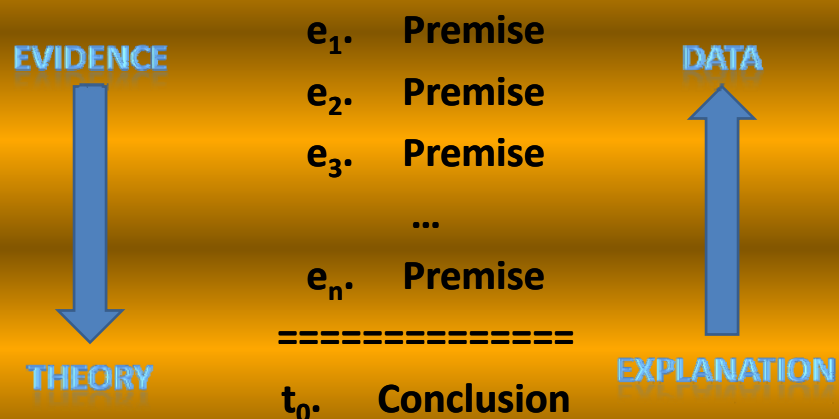 e₁. Premise
EVIDENCE
DATA
e₂. Premise
e₃. Premise
...
eₙ. Premise
==============
THEORY
EXPLANATION
t₀. Conclusion